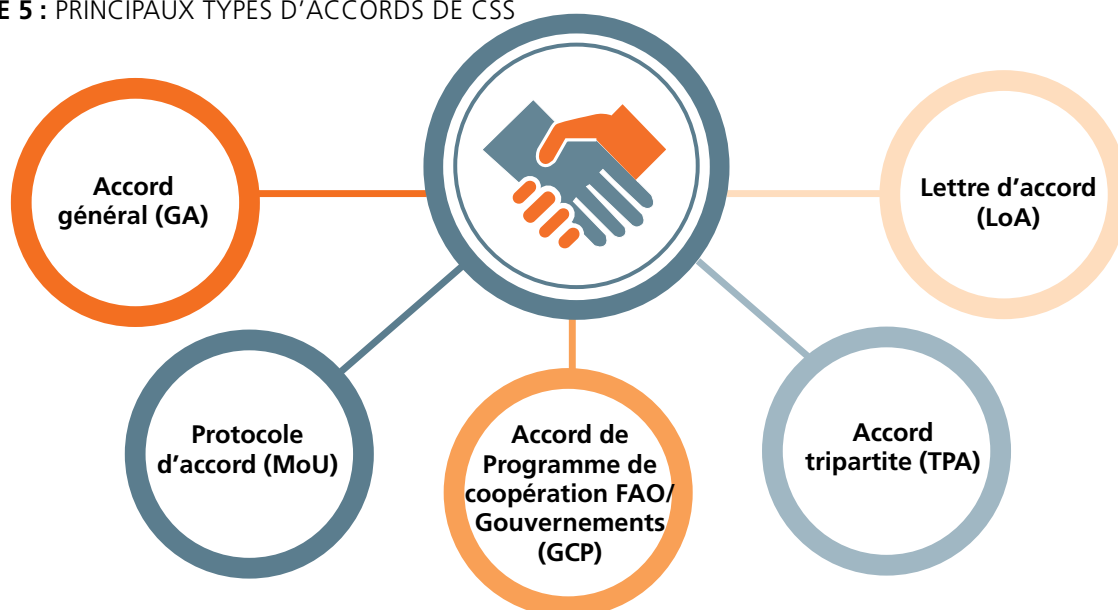 E 5 : PRINCIPAUX TYPES D’ACCORDS DE CSS
Accord
général (GA)
Lettre d’accord
(LoA)
Protocole
d’accord (MoU)
Accord de
Programme de
coopération FAO/
Gouvernements
(GCP)
Accord
tripartite (TPA)